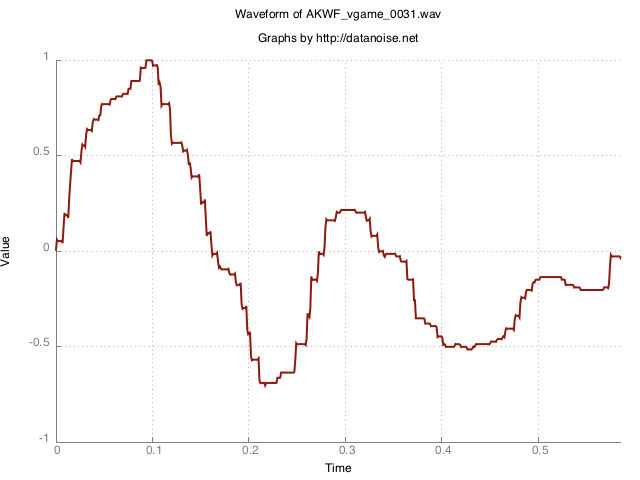 Waveform of AKWF_vgame_0031.wav
Graphs by http://datanoise.net
1
0.5
0
-0.5
-1
Value
0 0.1 0.2 0.3 0.4 0.5
Time